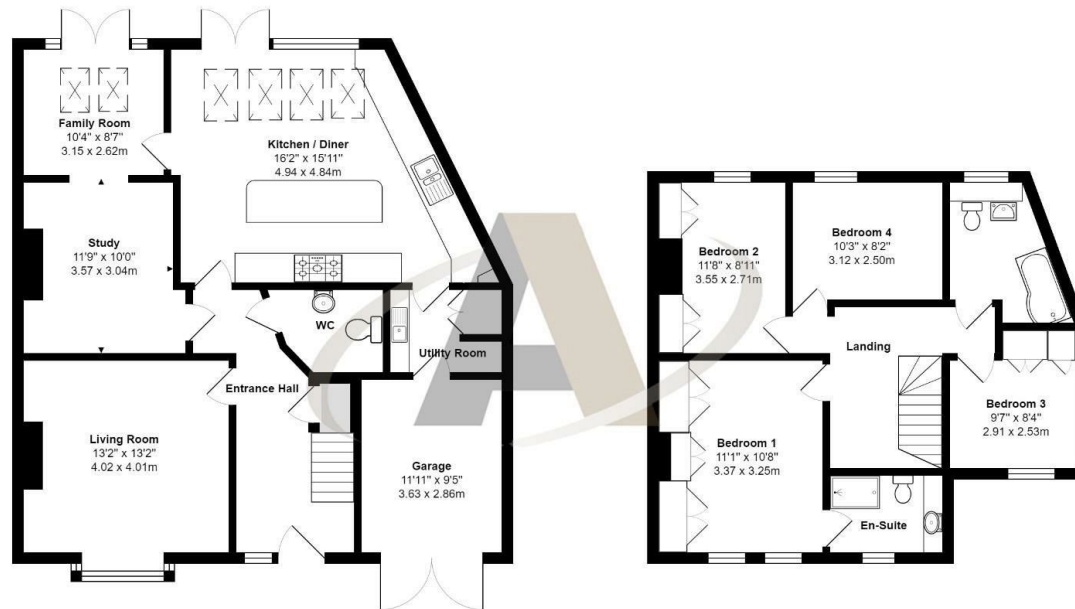 Family Room
10'4" x 8'7"
3.15 x 2.62m
Kitchen / Diner
16'2" x 15'11"
4.94 x 4.84m
Study
11'9" x 10'0"
3.57 x 3.04m
WC
Utility Room
Entrance Hall
Living Room
13'2" x 13'2"
4.02 x 4.01m
Garage
11'11" x 9'5"
3.63 x 2.86m
Bedroom 2
11'8" x 8'11"
3.55 x 2.71m
Bedroom 4
10'3" x 8'2"
3.12 x 2.50m
Landing
Bedroom 3
9'7" x 8'4"
2.91 x 2.53m
Bedroom 1
11'1" x 10'8"
3.37 x 3.25m
En-Suite
A